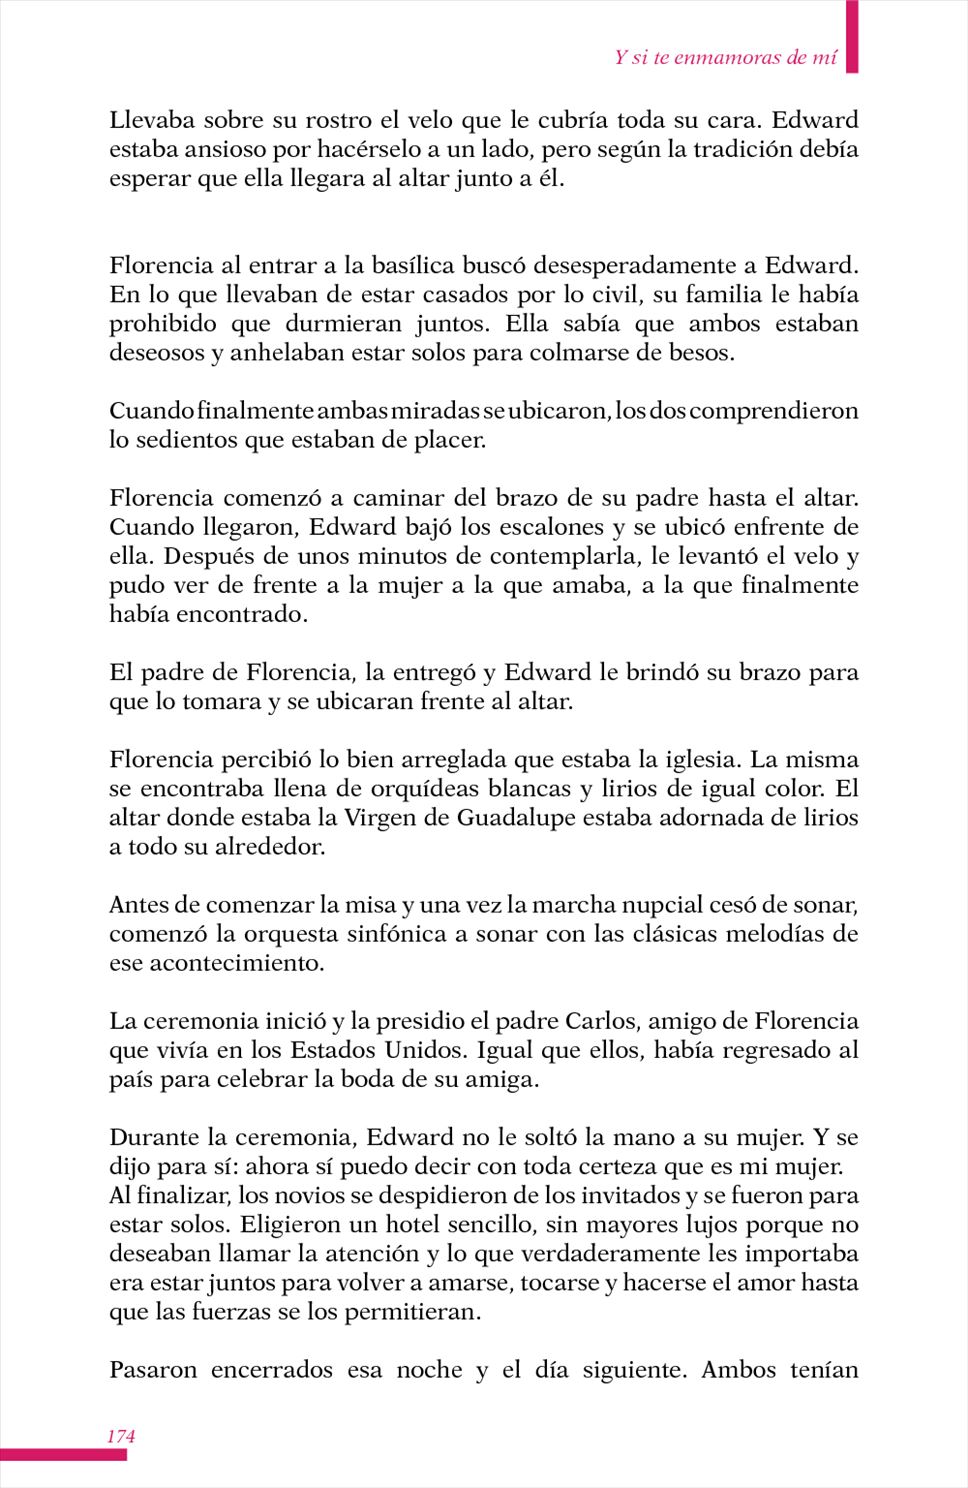 Y si te enmamoras de mí
Llevaba sobre su rostro el velo que le cubría toda su cara. Edward
estaba ansioso por hacérselo a un lado, pero según la tradición debía
esperar que ella llegara al altar junto a él.
Florencia al entrar a la basílica buscó desesperadamente a Edward.
En lo que llevaban de estar casados por lo civil, su familia le había
prohibido que durmieran juntos. Ella sabía que ambos estaban
deseosos y anhelaban estar solos para colmarse de besos.
Cuando finalmente ambas miradas se ubicaron, los dos comprendieron
lo sedientos que estaban de placer.
Florencia comenzó a caminar del brazo de su padre hasta el altar.
Cuando llegaron, Edward bajó los escalones y se ubicó enfrente de
ella. Después de unos minutos de contemplarla, le levantó el velo y
pudo ver de frente a la mujer a la que amaba, a la que finalmente
había encontrado.
El padre de Florencia, la entregó y Edward le brindó su brazo para
que lo tomara y se ubicaran frente al altar.
Florencia percibió lo bien arreglada que estaba la iglesia. La misma
se encontraba llena de orquídeas blancas y lirios de igual color. El
altar donde estaba la Virgen de Guadalupe estaba adornada de lirios
a todo su alrededor.
Antes de comenzar la misa y una vez la marcha nupcial cesó de sonar,
comenzó la orquesta sinfónica a sonar con las clásicas melodías de
ese acontecimiento.
La ceremonia inició y la presidio el padre Carlos, amigo de Florencia
que vivía en los Estados Unidos. Igual que ellos, había regresado al
país para celebrar la boda de su amiga.
Durante la ceremonia, Edward no le soltó la mano a su mujer. Y se
dijo para sí: ahora sí puedo decir con toda certeza que es mi mujer.
Al finalizar, los novios se despidieron de los invitados y se fueron para
estar solos. Eligieron un hotel sencillo, sin mayores lujos porque no
deseaban llamar la atención y lo que verdaderamente les importaba
era estar juntos para volver a amarse, tocarse y hacerse el amor hasta
que las fuerzas se los permitieran.
Pasaron encerrados esa noche y el día siguiente. Ambos tenían
174